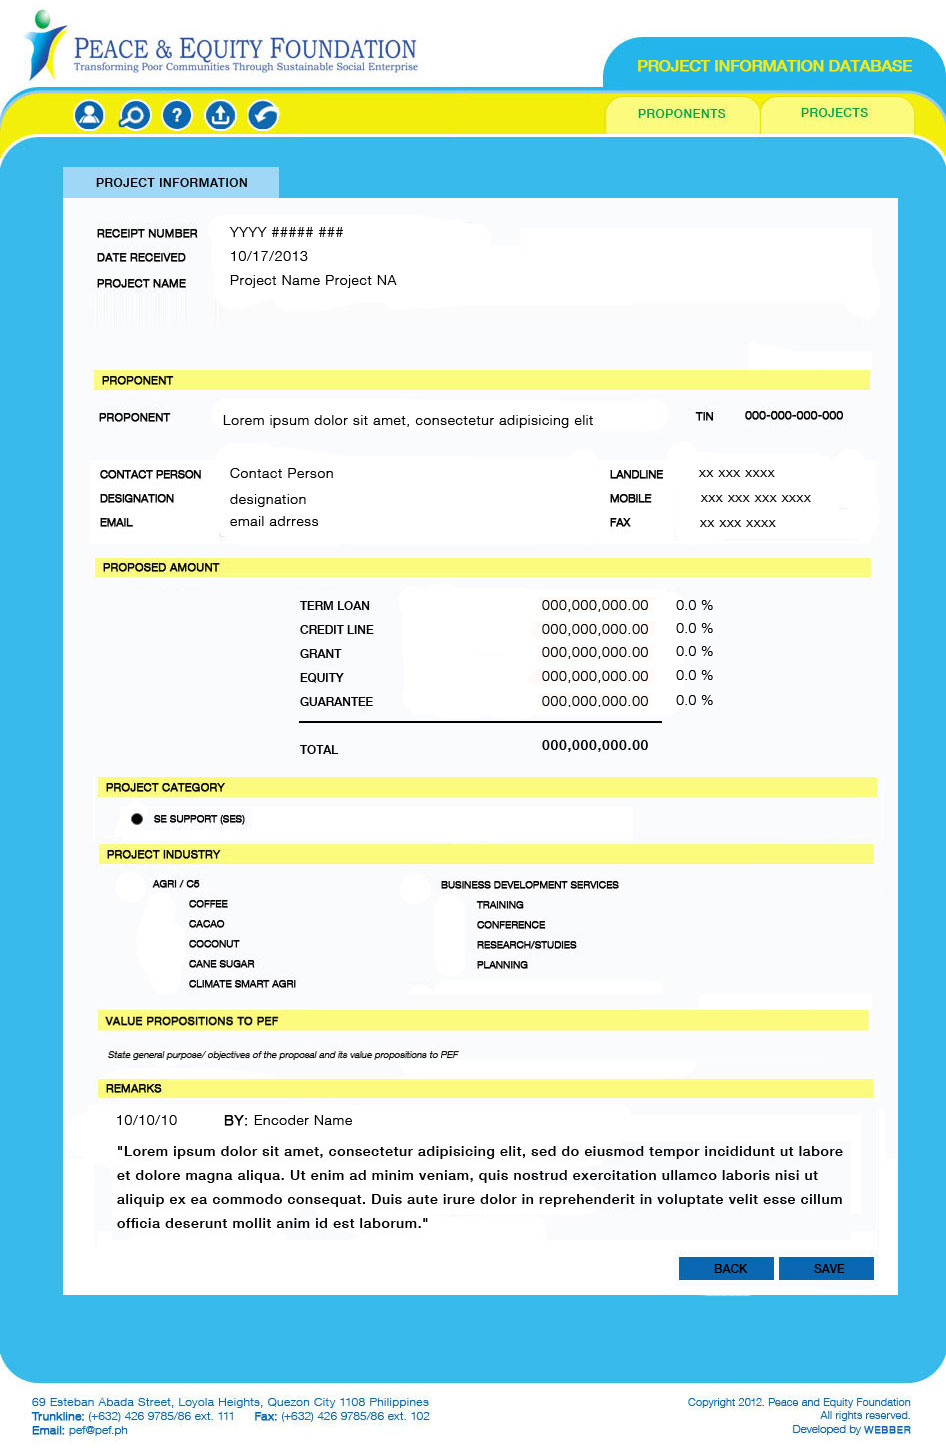 PEACE & EQUITY FOUNDATION
Transforming Poor Communities Through Sustainable Social Enterprise
PROJECT INFORMATION DATABASE
?
PROPONENTS PROJECTS
PROJECT INFORMATION
RECEIPT NUMBER YYYY ##### ###
DATE RECEIVED 10/17/2013
PROJECT NAME Project Name Project NA
PROPONENT
PROPONENT Lorem ipsum dolor sit amet, consectetur adipisicing elit TIN 000-000-000-000
CONTACT PERSON Contact Person LANDLINE xx xxx xxxx
DESIGNATION designation MOBILE xxx xxx xxx xxxx
EMAIL email adrress FAX xx xxx xxxx
PROPOSED AMOUNT
TERM LOAN 000,000,000.00 0.0 %
CREDIT LINE 000,000,000.00 0.0 %
GRANT 000,000,000.00 0.0 %
EQUITY 000,000,000.00 0.0 %
GUARANTEE 000,000,000.00 0.0 %
TOTAL 000,000,000.00
PROJECT CATEGORY
SE SUPPORT (SES)
PROJECT INDUSTRY
AGRI / C5 BUSINESS DEVELOPMENT SERVICES
COFFEE TRAINING
CACAO CONFERENCE
COCONUT RESEARCH/STUDIES
CANE SUGAR PLANNING
CLIMATE SMART AGRI
VALUE PROPOSITIONS TO PEF
State general purpose/ objectives of the proposal and its value propositions to PEF
REMARKS
10/10/10 BY: Encoder Name
"Lorem ipsum dolor sit amet, consectetur adipisicing elit, sed do eiusmod tempor incididunt ut labore
et dolore magna aliqua. Ut enim ad minim veniam, quis nostrud exercitation ullamco laboris nisi ut
aliquip ex ea commodo consequat. Duis aute irure dolor in reprehenderit in voluptate velit esse cillum
officia deserunt mollit anim id est laborum."
BACK SAVE
69 Esteban Abada Street, Loyola Heights, Quezon City 1108 Philippines
Trunkline: (+632) 426 9785/86 ext. 111 Fax: (+632) 426 9785/86 ext. 102
Email: pef@pef.ph
Copyright 2012. Peace and Equity Foundation
All rights reserved.
Developed by WEBBER